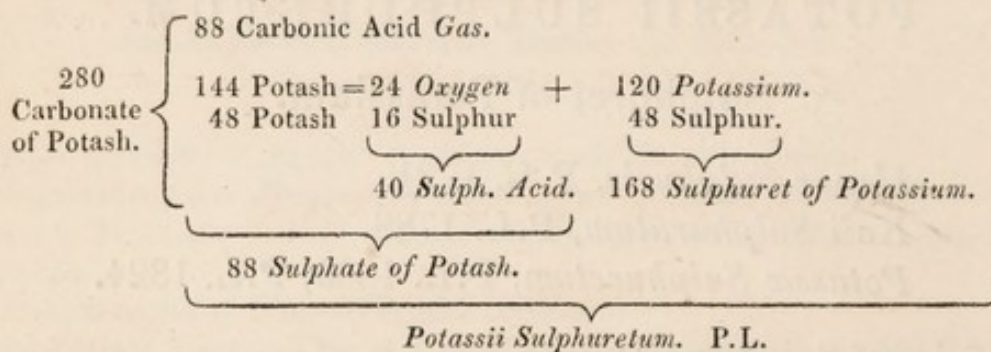 88 Carbonic Acid Gas.
280
Carbonate
of Potash.
144 Potash = 24 Oxygen + 120 Potassium.
48 Potash 16 Sulphur 48 Sulphur.
40 Sulph. Acid. 168 Sulphuret of Potassium.
88 Sulphate of Potash.
Potassii Sulphuretum. P.L.